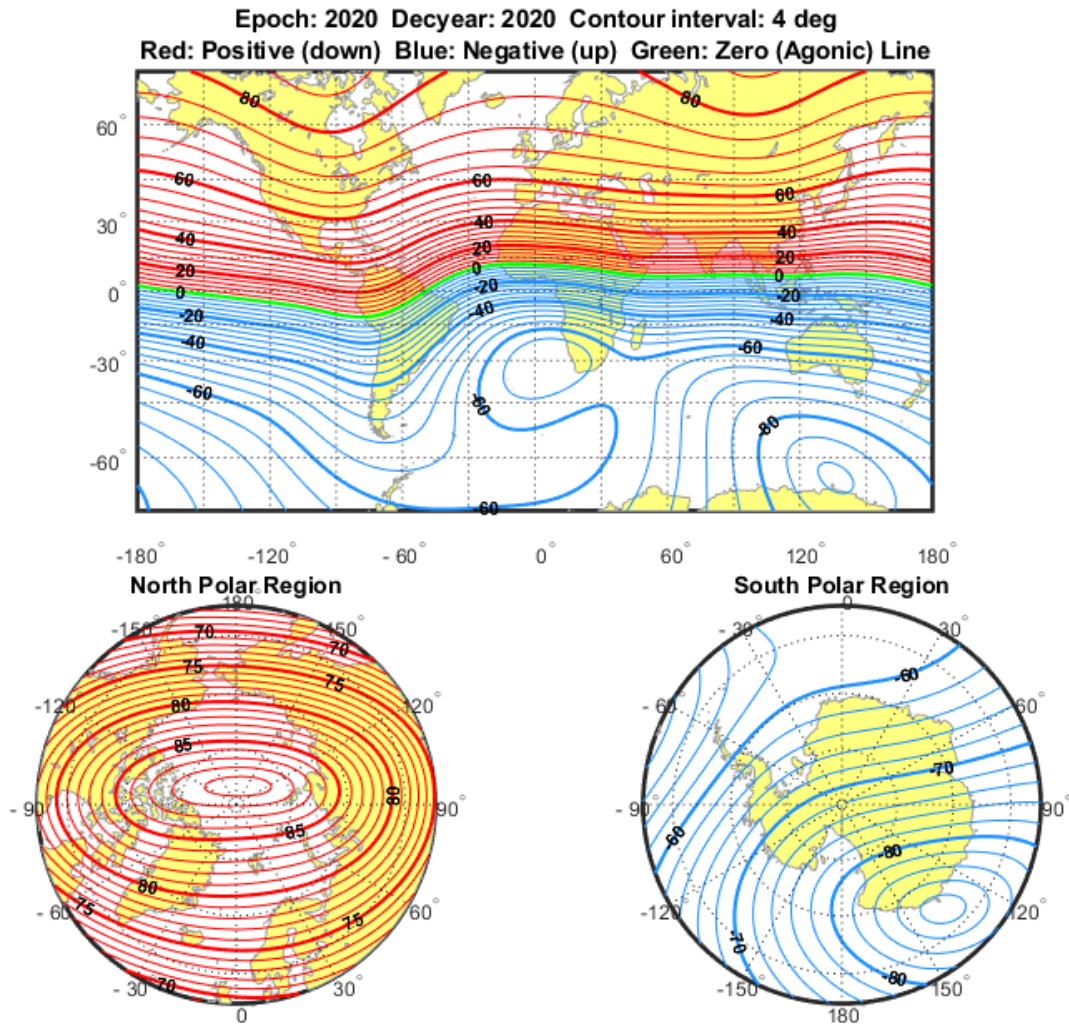 Epoch: 2020 Decyear: 2020 Contour interval: 4 deg
Red: Positive (down) Blue: Negative (up) Green: Zero (Agonic) Line
80 80
60°
60 60 60
30° 40 40 40
20 20 20
0° 0 0 0
-20 -20 -20
-40 -40 -40
-30° -60 -60
-60 -80
-60°
-60
-180° -120° - 60° 0° 60° 120° 180°
North Polar Region
180
-150° 150°
70 70
75 75
-120° 120°
80
85
- 90° 80 90°
85
80
- 60° 75 75 60°
70
- 30° 30°
0
South Polar Region
0
- 30° 30°
-60
- 60° 60°
-70
- 90° 90°
-60
-80
-120° 120°
-70
-80
-150° 150°
180